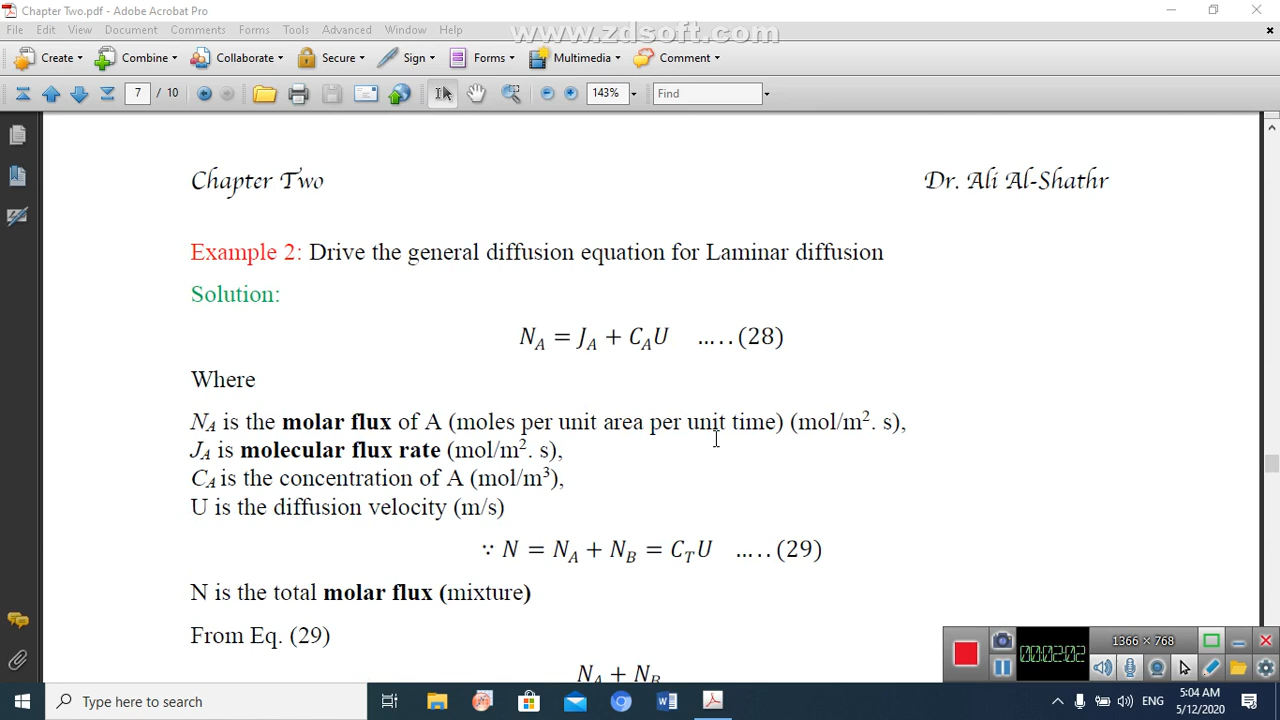 Chapter Two.pdf - Adobe Acrobat Pro
File Edit View Document Comments Forms Tools Advanced Window Help
www.zdsoft.com
Create Combine Collaborate Secure Sign Forms Multimedia Comment
7 / 10 143% Find
Chapter Two Dr. Ali Al-Shathr
Example 2: Drive the general diffusion equation for Laminar diffusion
Solution:
N_A = J_A + C_A U ….. (28)
Where
N_A is the molar flux of A (moles per unit area per unit time) (mol/m². s),
J_A is molecular flux rate (mol/m². s),
C_A is the concentration of A (mol/m³),
U is the diffusion velocity (m/s)
∵ N = N_A + N_B = C_T U ….. (29)
N is the total molar flux (mixture)
From Eq. (29)
N_A + N_B
1366 × 768
00:02:02
Type here to search
ENG
5:04 AM
5/12/2020